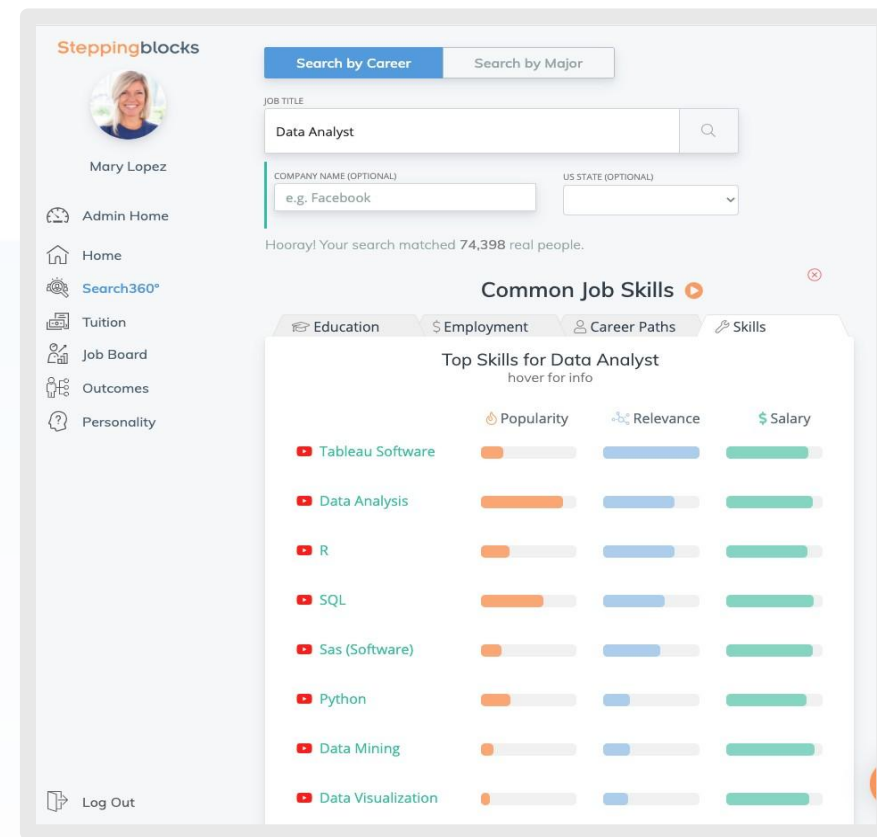 Steppingblocks
Mary Lopez
Admin Home
Home
Search360°
Tuition
Job Board
Outcomes
Personality
Log Out
Search by Career Search by Major
JOB TITLE
Data Analyst
COMPANY NAME (OPTIONAL) US STATE (OPTIONAL)
e.g. Facebook
Hooray! Your search matched 74,398 real people.
Common Job Skills
Education $ Employment Career Paths Skills
Top Skills for Data Analyst
hover for info
Popularity Relevance $ Salary
Tableau Software
Data Analysis
R
SQL
Sas (Software)
Python
Data Mining
Data Visualization